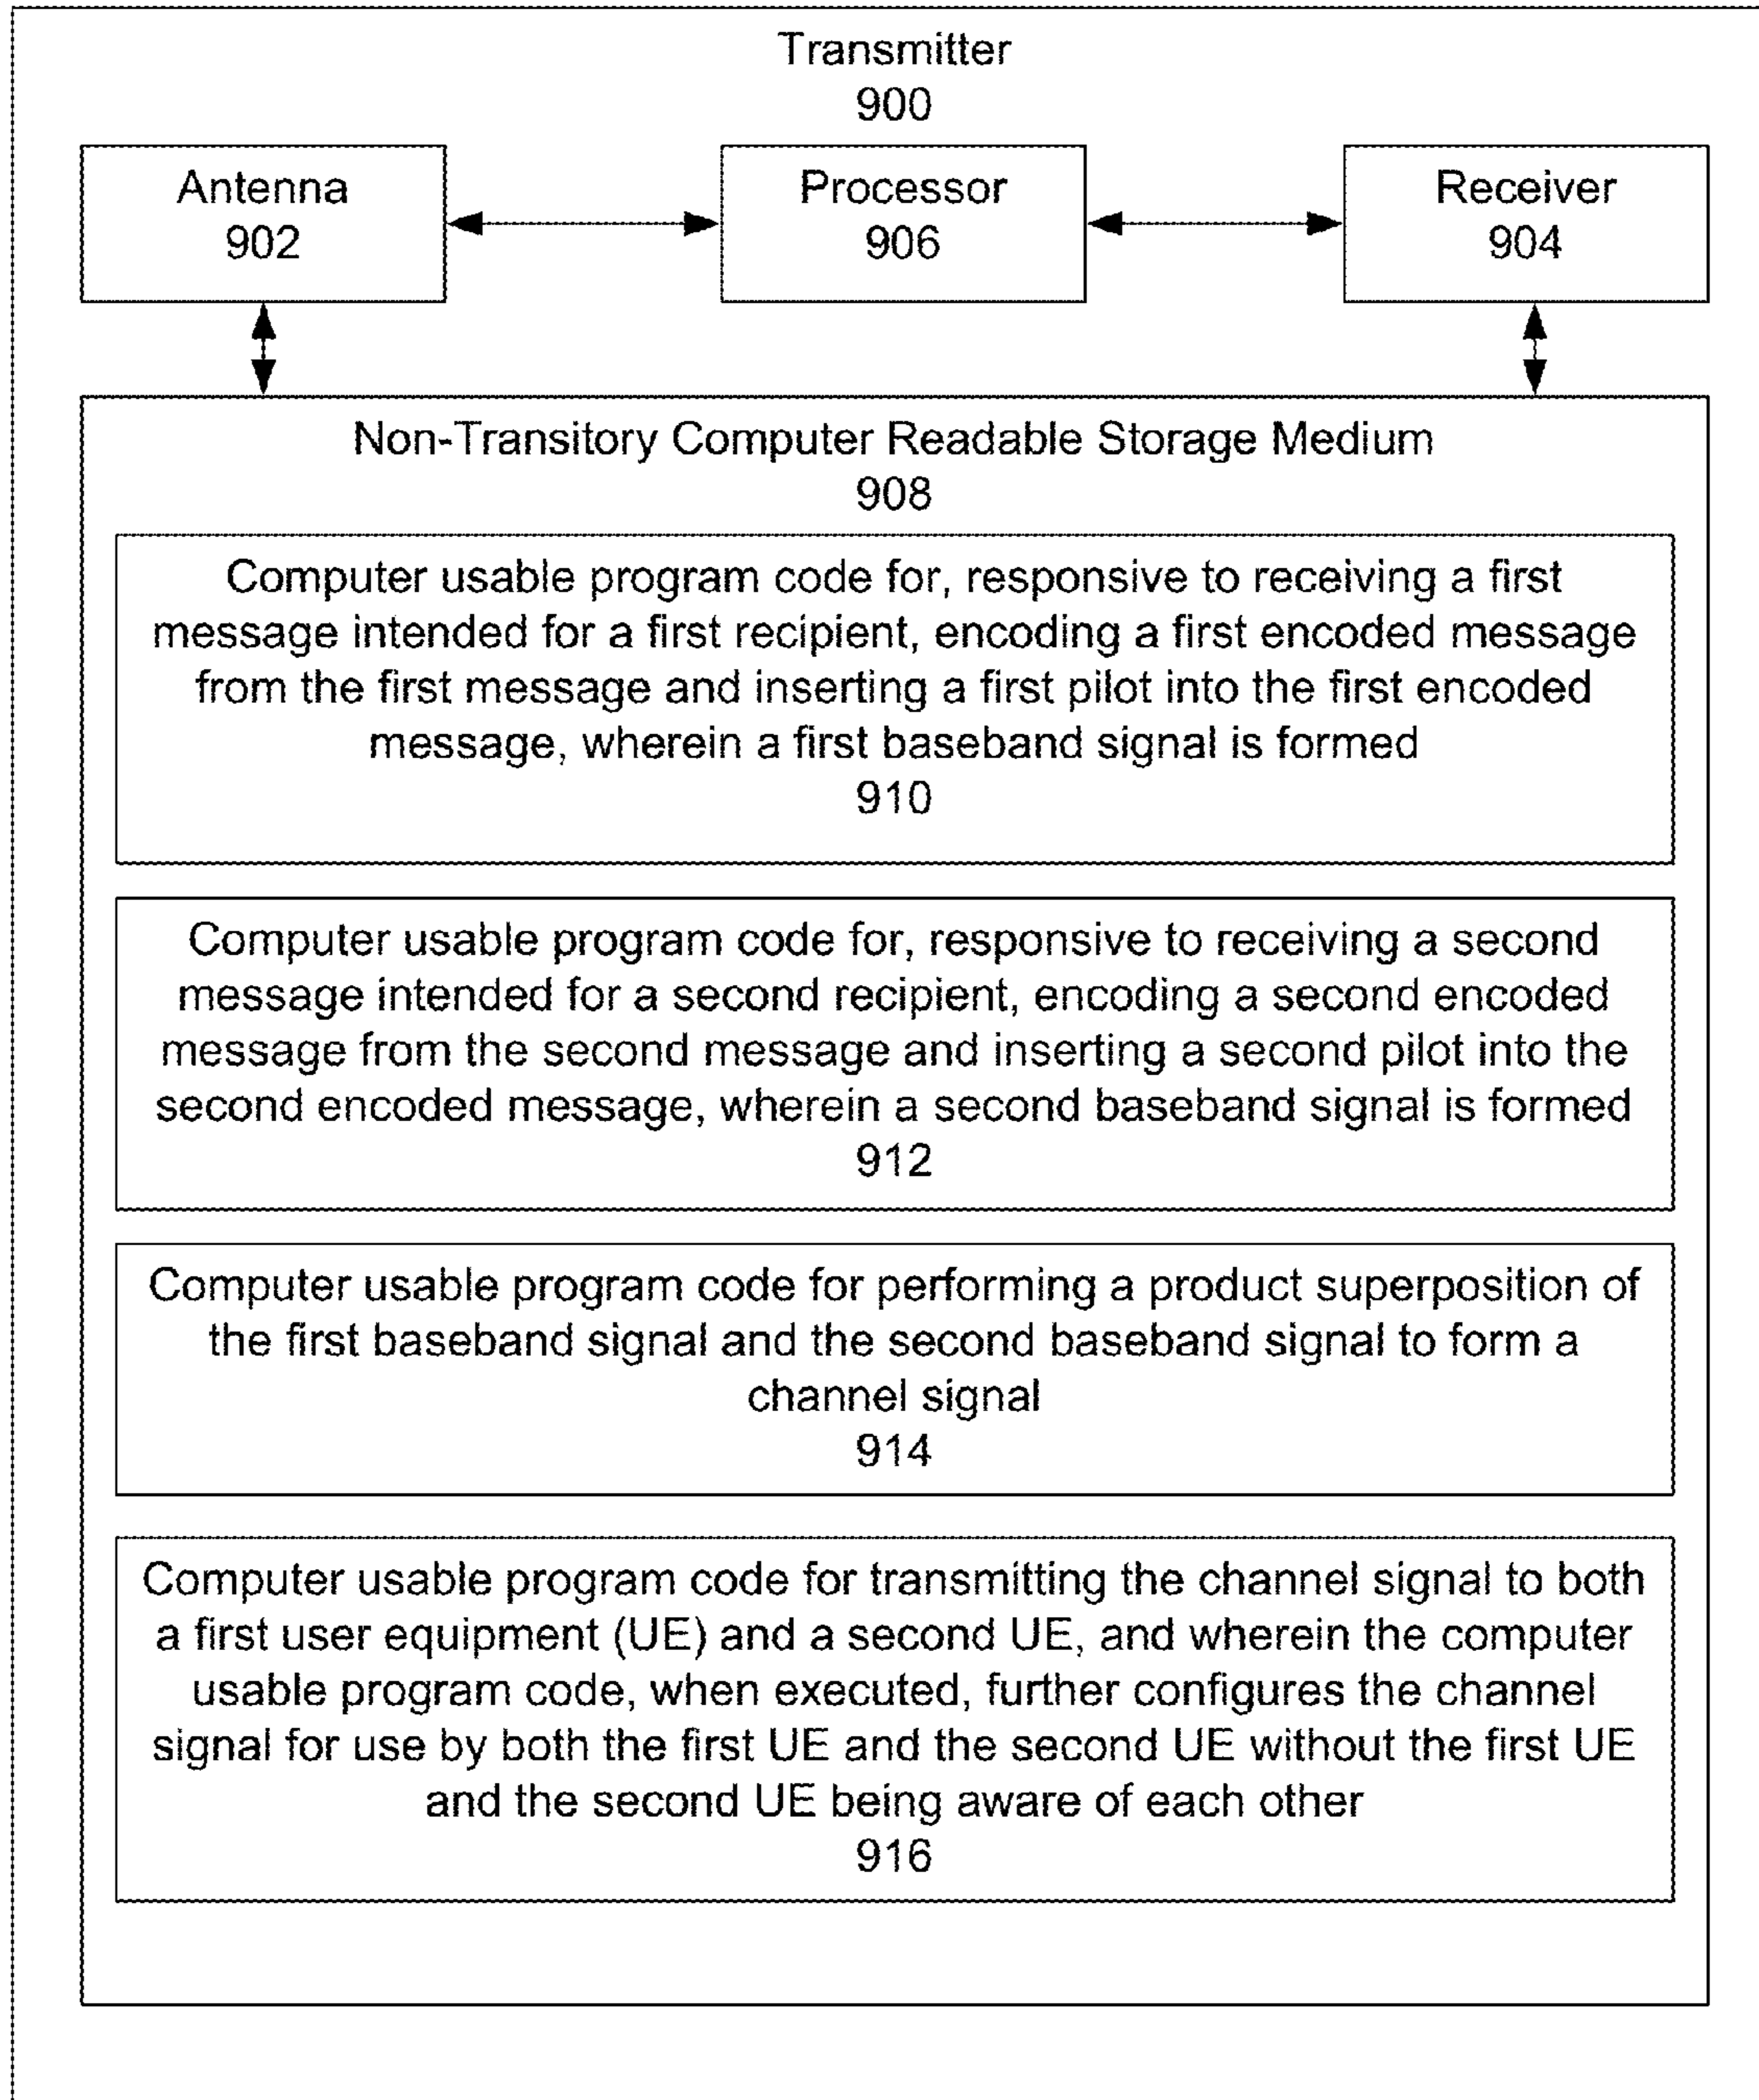 Transmitter
900
Antenna
902
Processor
906
Receiver
904
Non-Transitory Computer Readable Storage Medium
908
Computer usable program code for, responsive to receiving a first
message intended for a first recipient, encoding a first encoded message
from the first message and inserting a first pilot into the first encoded
message, wherein a first baseband signal is formed
910
Computer usable program code for, responsive to receiving a second
message intended for a second recipient, encoding a second encoded
message from the second message and inserting a second pilot into the
second encoded message, wherein a second baseband signal is formed
912
Computer usable program code for performing a product superposition of
the first baseband signal and the second baseband signal to form a
channel signal
914
Computer usable program code for transmitting the channel signal to both
a first user equipment (UE) and a second UE, and wherein the computer
usable program code, when executed, further configures the channel
signal for use by both the first UE and the second UE without the first UE
and the second UE being aware of each other
916